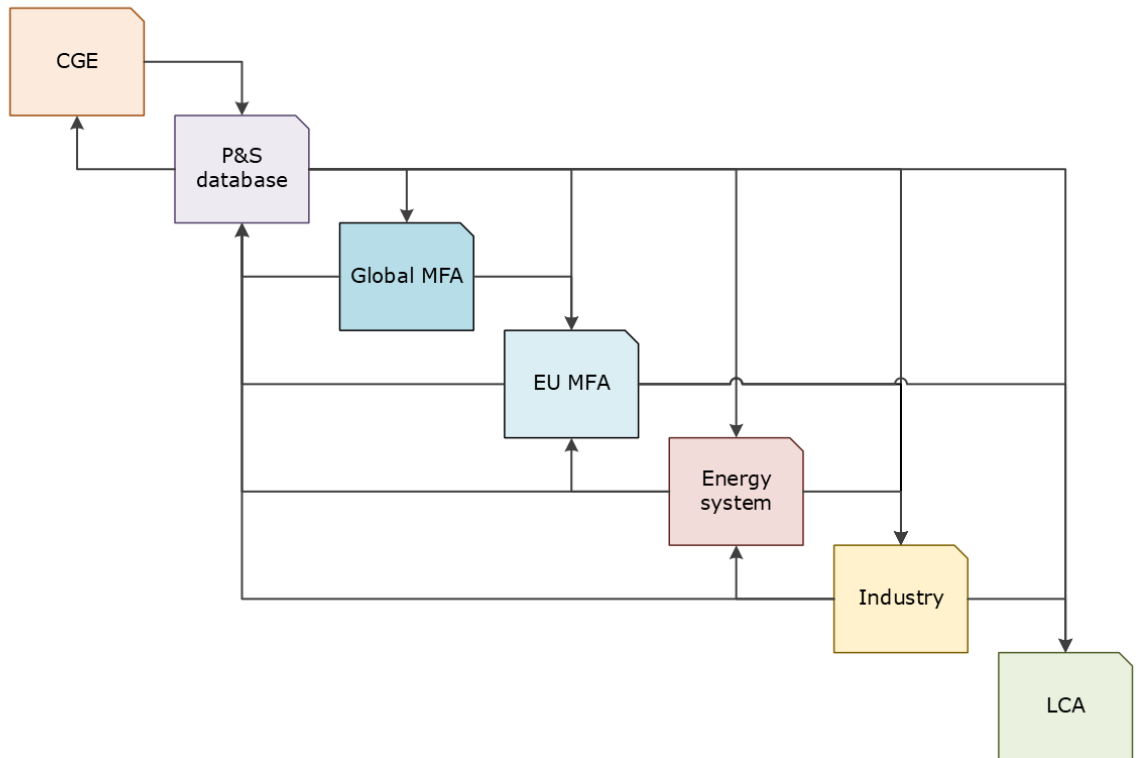 CGE
P&S
database
Global MFA
EU MFA
Energy
system
Industry
LCA